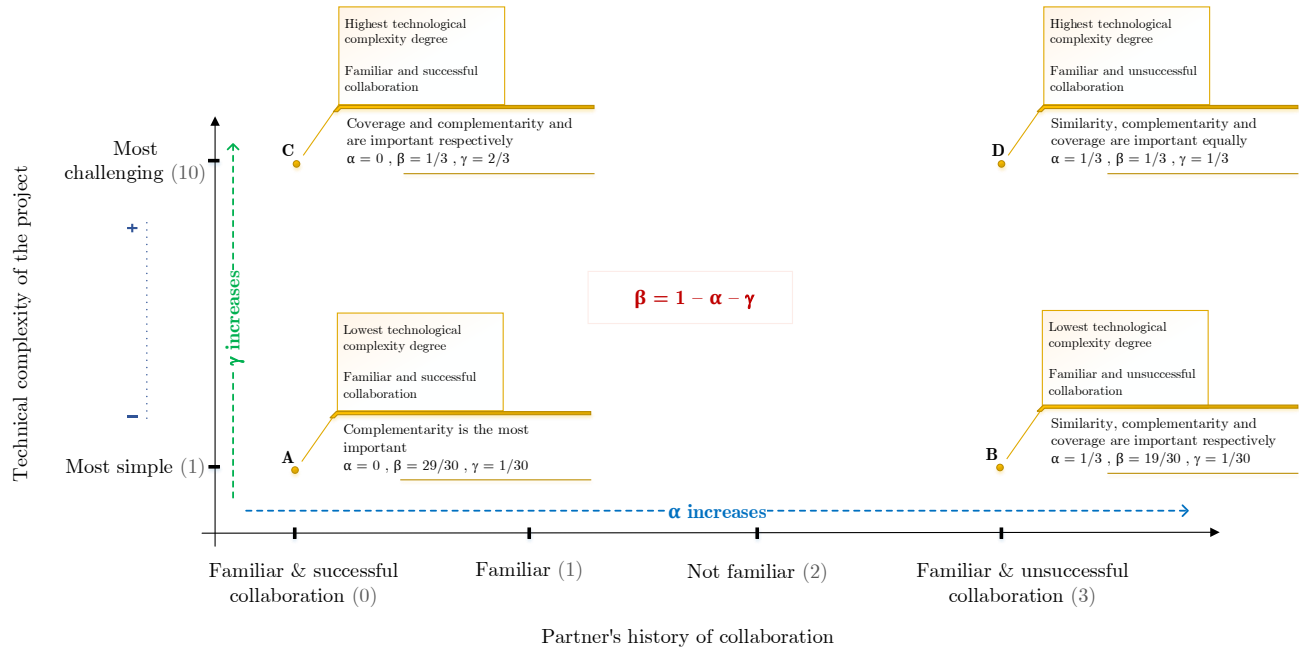 Highest technological
complexity degree
Familiar and successful
collaboration
Coverage and complementarity and
are important respectively
α = 0 , β = 1/3 , γ = 2/3
C
Highest technological
complexity degree
Familiar and unsuccessful
collaboration
Similarity, complementarity and
coverage are important equally
α = 1/3 , β = 1/3 , γ = 1/3
D
Most
challenging (10)
Technical complexity of the project
+
−
γ increases
β = 1 − α − γ
Lowest technological
complexity degree
Familiar and successful
collaboration
Complementarity is the most
important
α = 0 , β = 29/30 , γ = 1/30
A
Lowest technological
complexity degree
Familiar and unsuccessful
collaboration
Similarity, complementarity and
coverage are important respectively
α = 1/3 , β = 19/30 , γ = 1/30
B
Most simple (1)
α increases
Familiar & successful
collaboration (0)
Familiar (1)
Not familiar (2)
Familiar & unsuccessful
collaboration (3)
Partner's history of collaboration